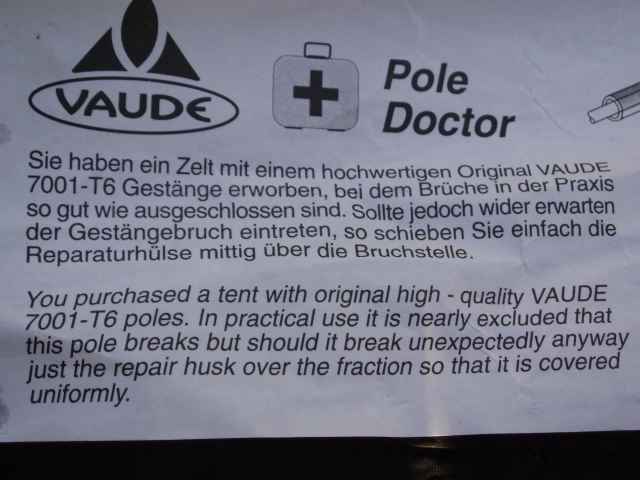 VAUDE
Pole
Doctor
Sie haben ein Zelt mit einem hochwertigen Original VAUDE
7001-T6 Gestänge erworben, bei dem Brüche in der Praxis
so gut wie ausgeschlossen sind. Sollte jedoch wider erwarten
der Gestängebruch eintreten, so schieben Sie einfach die
Reparaturhülse mittig über die Bruchstelle.
You purchased a tent with original high - quality VAUDE
7001-T6 poles. In practical use it is nearly excluded that
this pole breaks but should it break unexpectedly anyway
just the repair husk over the fraction so that it is covered
uniformly.